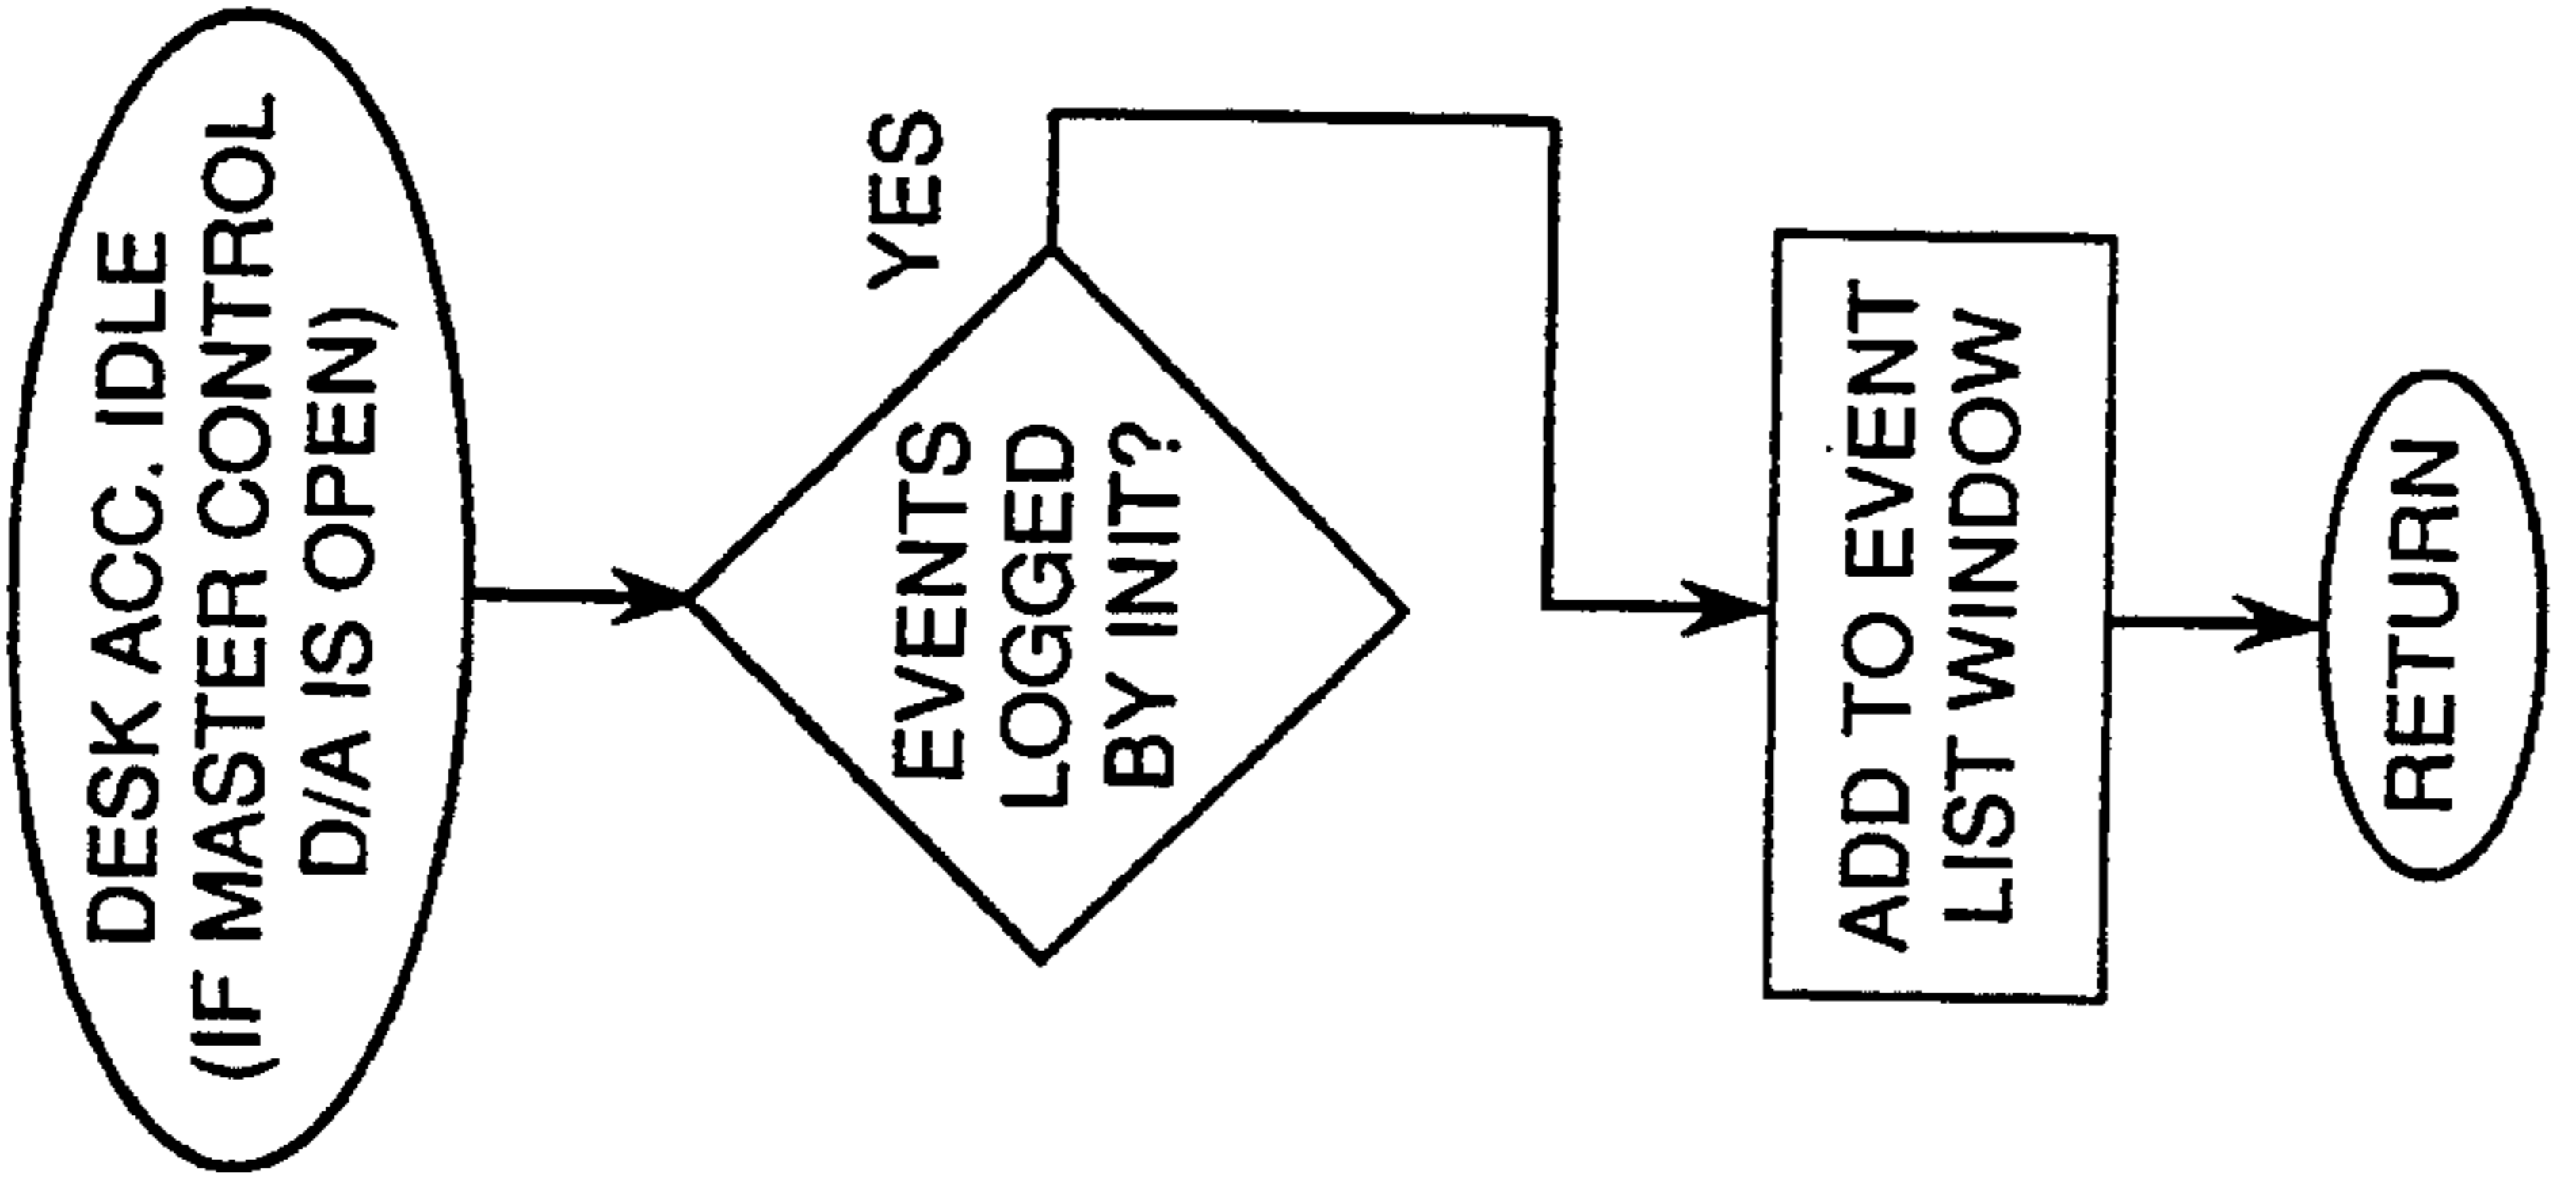 DESK ACC. IDLE
(IF MASTER CONTROL
D/A IS OPEN)
EVENTS
LOGGED
BY INIT?
YES
ADD TO EVENT
LIST WINDOW
RETURN